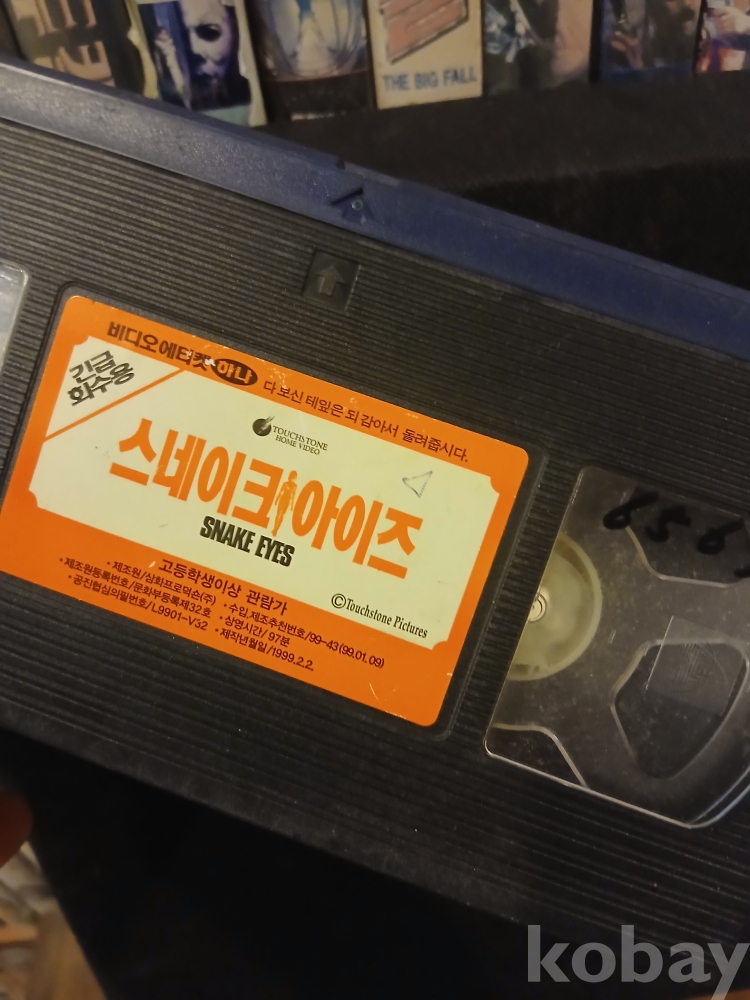 THE BIG FALL
비디오에티켓 하나
다 보신 테잎은 되 감아서 돌려줍시다.
긴급
회수용
TOUCHSTONE
HOME VIDEO
스네이크 아이즈
SNAKE EYES
고등학생이상 관람가
©Touchstone Pictures
• 제조원/삼화프로덕숀(주)
• 수입,제조추천번호/99-43(99.01.09)
• 제조원등록번호/문화부등록제32호
• 상영시간/ 97분
• 공진협심의필번호/L9901-V32
• 제작년월일/1999.2.2.
kobay